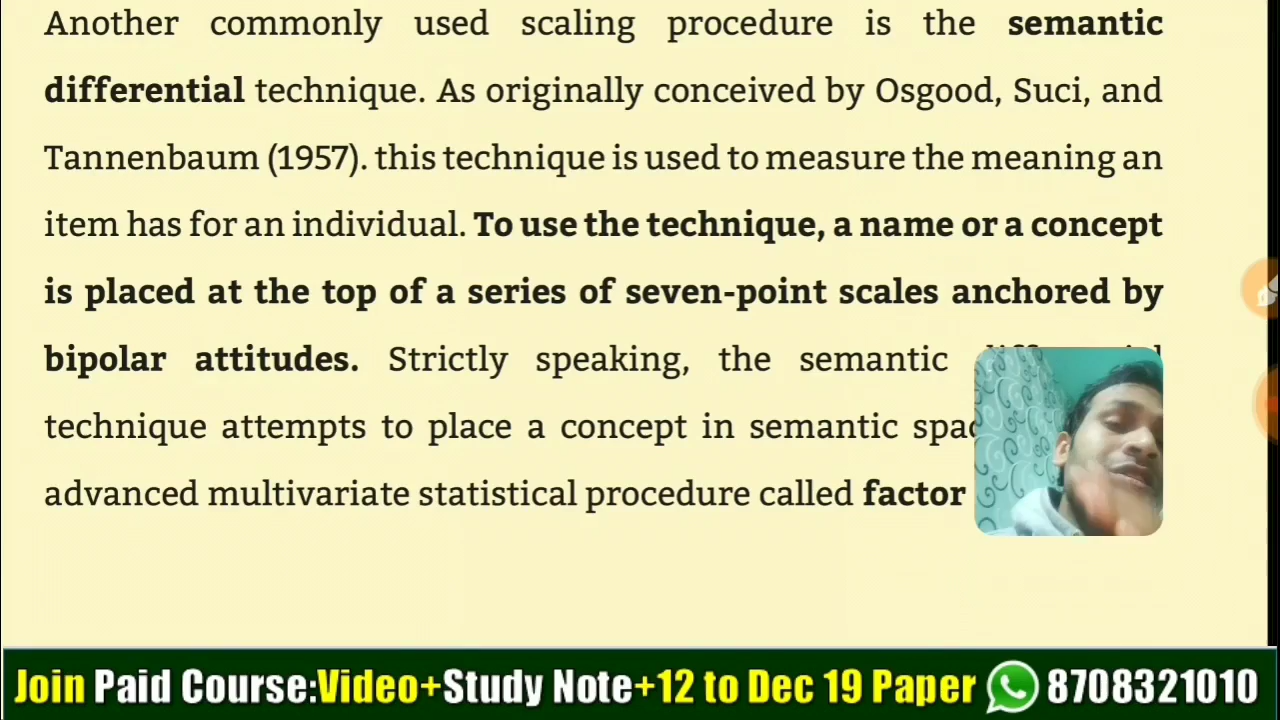 Another commonly used scaling procedure is the semantic
differential technique. As originally conceived by Osgood, Suci, and
Tannenbaum (1957). this technique is used to measure the meaning an
item has for an individual. To use the technique, a name or a concept
is placed at the top of a series of seven-point scales anchored by
bipolar attitudes. Strictly speaking, the semantic
technique attempts to place a concept in semantic
advanced multivariate statistical procedure called factor
Join Paid Course:Video+Study Note+12 to Dec 19 Paper 8708321010